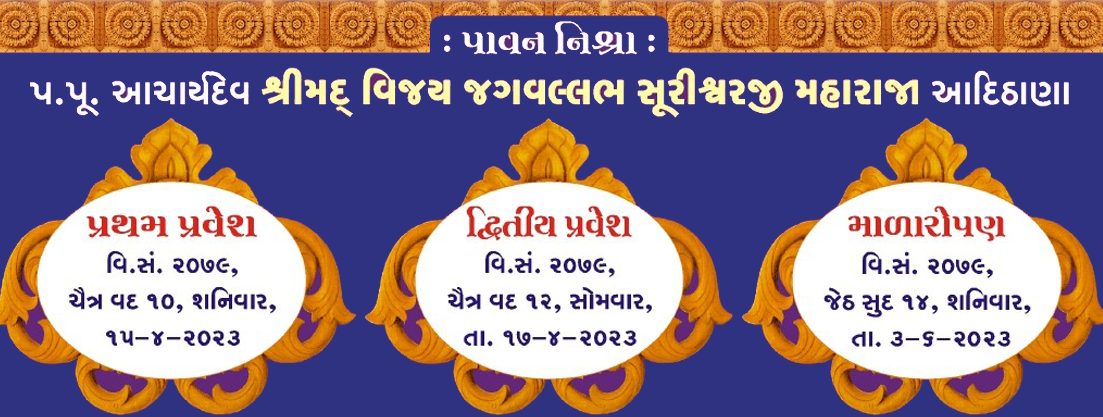 : પાવન નિશ્રા :
પ.પૂ. આચાર્યદેવ શ્રીમદ્ વિજય જગવલ્લભ સૂરીશ્વરજી મહારાજા આદિઠાણા
પ્રથમ પ્રવેશ
વિ.સં. ૨૦૭૯,
ચૈત્ર વદ ૧૦, શનિવાર,
૧૫-૪-૨૦૨૩
દ્વિતીય પ્રવેશ
વિ.સં. ૨૦૭૯,
ચૈત્ર વદ ૧૨, સોમવાર,
તા. ૧૭-૪-૨૦૨૩
માળારોપણ
વિ.સં. ૨૦૭૯,
જેઠ સુદ ૧૪, શનિવાર,
તા. ૩-૬-૨૦૨૩